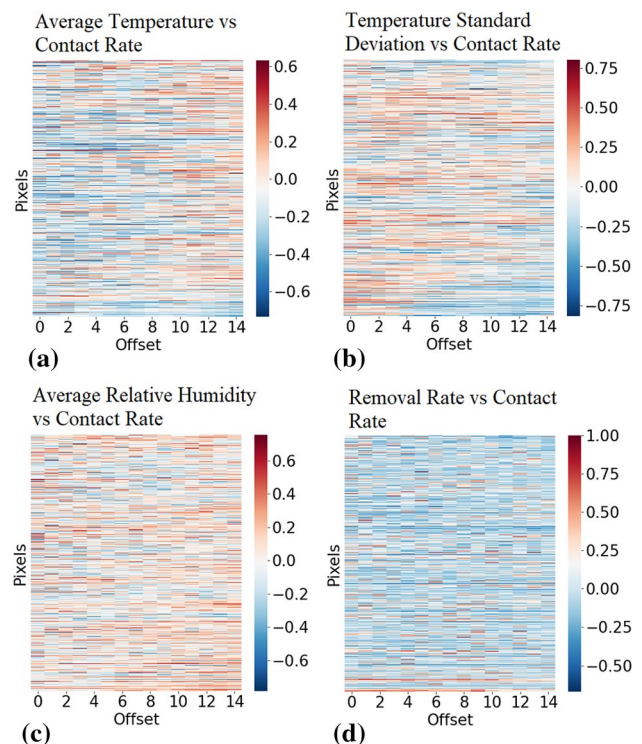 Average Temperature vs
Contact Rate
0.6
0.4
0.2
0.0
−0.2
−0.4
−0.6
Pixels
0 2 4 6 8 10 12 14
Offset
(a)
Temperature Standard
Deviation vs Contact Rate
0.75
0.50
0.25
0.00
−0.25
−0.50
−0.75
Pixels
0 2 4 6 8 10 12 14
Offset
(b)
Average Relative Humidity
vs Contact Rate
0.6
0.4
0.2
0.0
−0.2
−0.4
−0.6
Pixels
0 2 4 6 8 10 12 14
Offset
(c)
Removal Rate vs Contact
Rate
1.00
0.75
0.50
0.25
0.00
−0.25
−0.50
Pixels
0 2 4 6 8 10 12 14
Offset
(d)